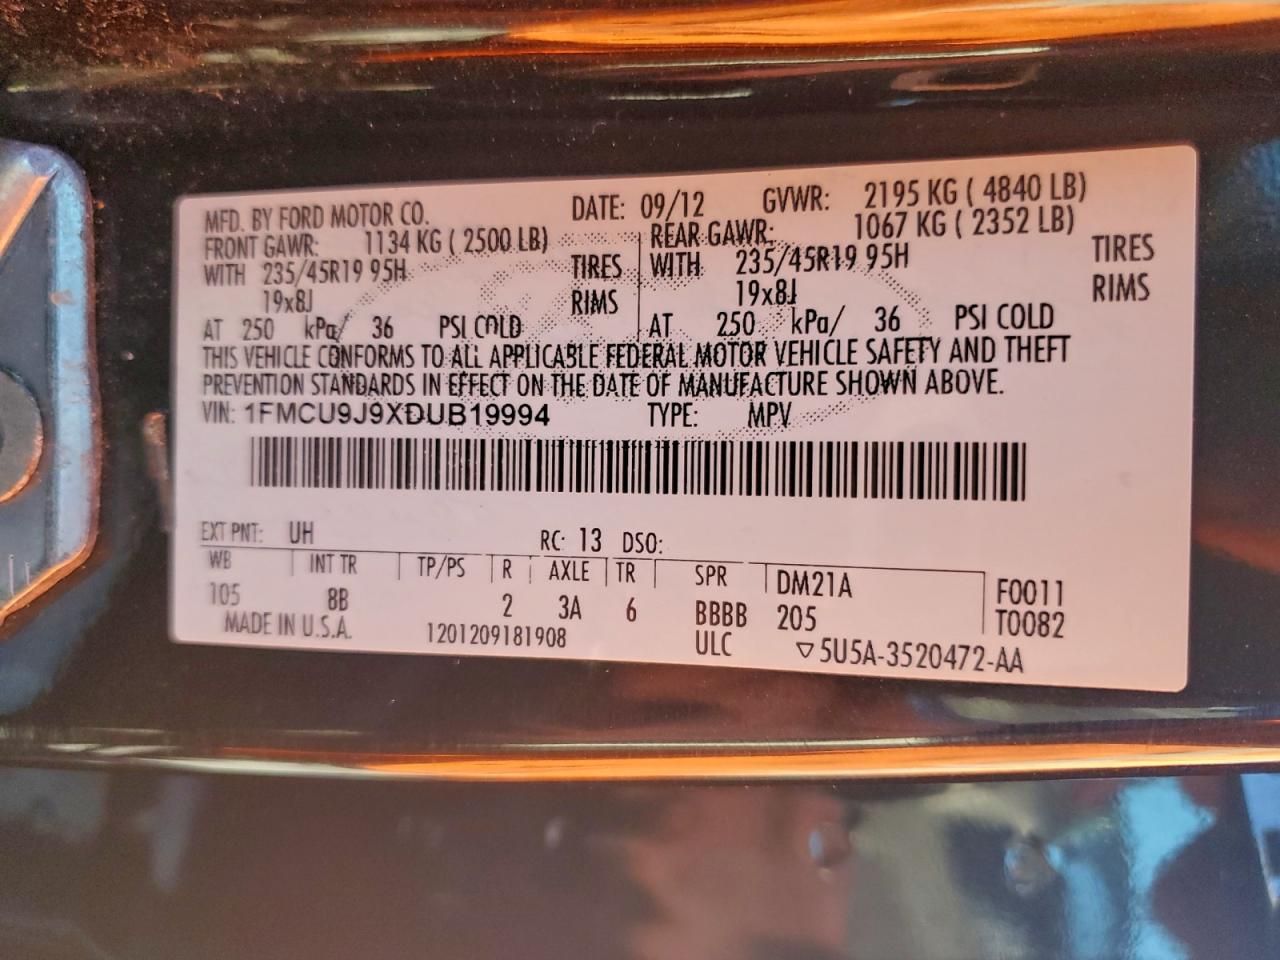 MFD. BY FORD MOTOR CO. DATE: 09/12 GVWR: 2195 KG ( 4840 LB)
FRONT GAWR: 1134 KG ( 2500 LB) REAR GAWR: 1067 KG ( 2352 LB)
WITH 235/45R19 95H TIRES WITH 235/45R19 95H TIRES
19x8J RIMS 19x8J RIMS
AT 250 kPa/ 36 PSI COLD AT 250 kPa/ 36 PSI COLD
THIS VEHICLE CONFORMS TO ALL APPLICABLE FEDERAL MOTOR VEHICLE SAFETY AND THEFT
PREVENTION STANDARDS IN EFFECT ON THE DATE OF MANUFACTURE SHOWN ABOVE.
VIN: 1FMCU9J9XDUB19994 TYPE: MPV
EXT PNT: UH RC: 13 DSO:
WB INT TR TP/PS R AXLE TR SPR DM21A F0011
105 8B 2 3A 6 BBBB 205 T0082
MADE IN U.S.A. 1201209181908 ULC ▽5U5A-3520472-AA